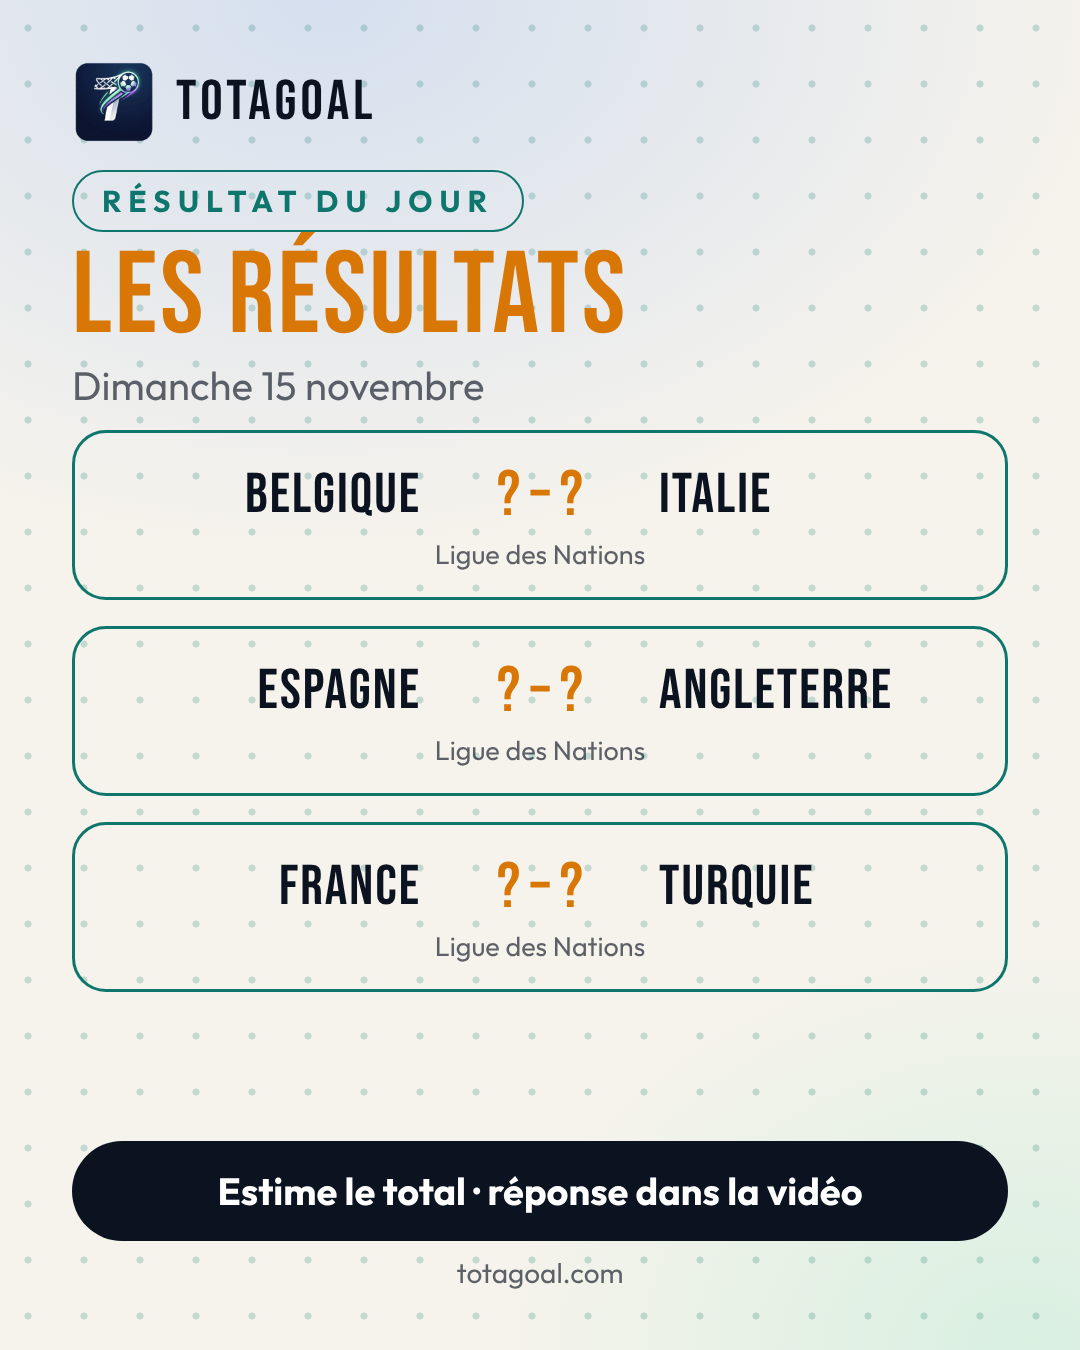 TOTAGOAL
RÉSULTAT DU JOUR
LES RÉSULTATS
Dimanche 15 novembre
BELGIQUE ? – ? ITALIE
Ligue des Nations
ESPAGNE ? – ? ANGLETERRE
Ligue des Nations
FRANCE ? – ? TURQUIE
Ligue des Nations
Estime le total · réponse dans la vidéo
totagoal.com